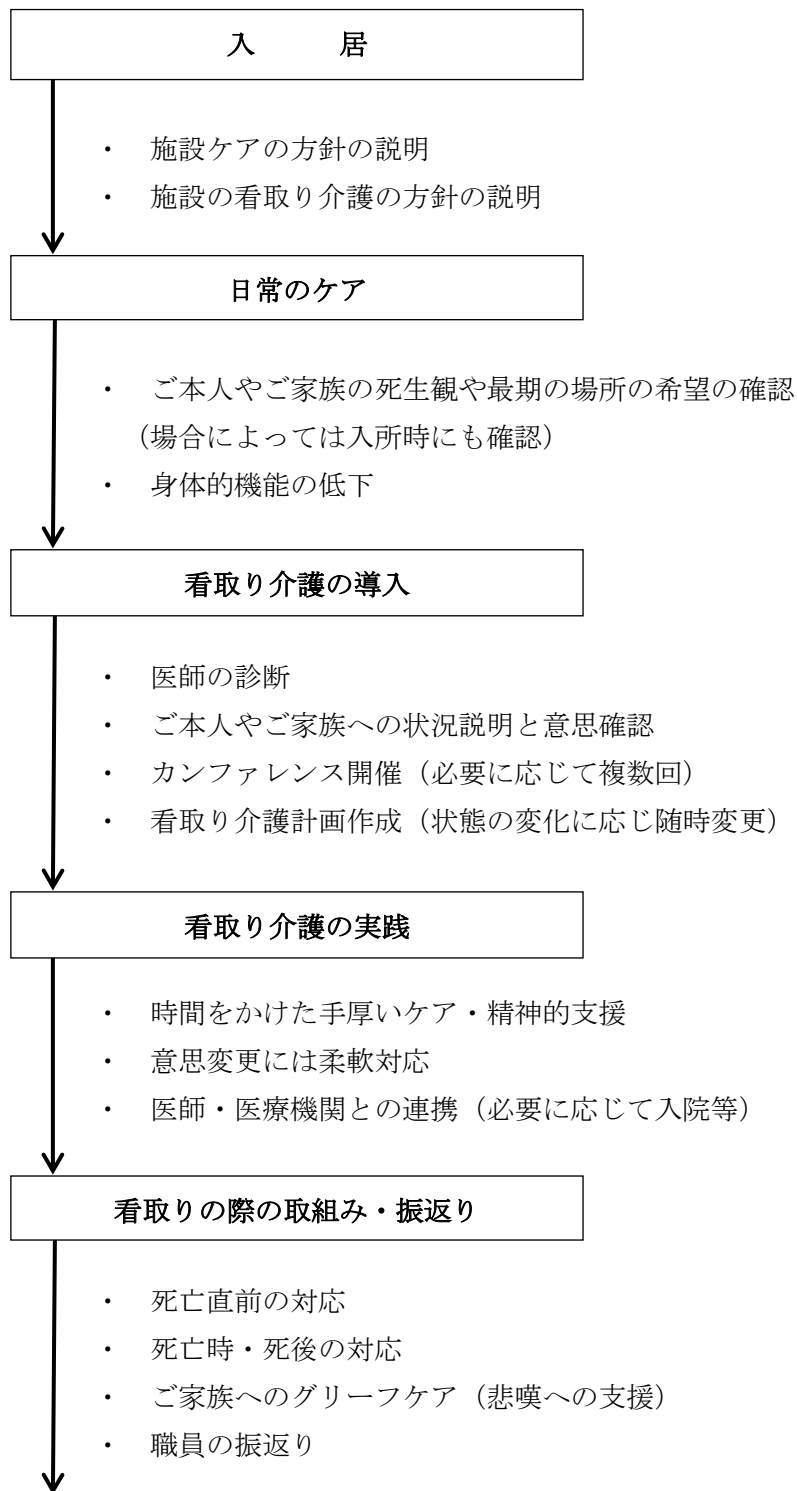 入　　　居
・　施設ケアの方針の説明
・　施設の看取り介護の方針の説明
日常のケア
・　ご本人やご家族の死生観や最期の場所の希望の確認
（場合によっては入所時にも確認）
・　身体的機能の低下
看取り介護の導入
・　医師の診断
・　ご本人やご家族への状況説明と意思確認
・　カンファレンス開催（必要に応じて複数回）
・　看取り介護計画作成（状態の変化に応じ随時変更）
看取り介護の実践
・　時間をかけた手厚いケア・精神的支援
・　意思変更には柔軟対応
・　医師・医療機関との連携（必要に応じて入院等）
看取りの際の取組み・振返り
・　死亡直前の対応
・　死亡時・死後の対応
・　ご家族へのグリーフケア（悲嘆への支援）
・　職員の振返り